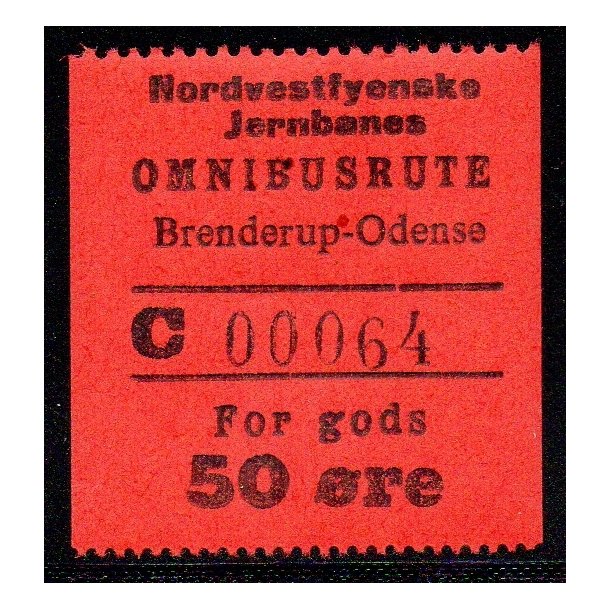 Nordvestfyenske
Jernbanes
OMNIBUSRUTE
Brenderup-Odense
C 00064
For gods
50 øre